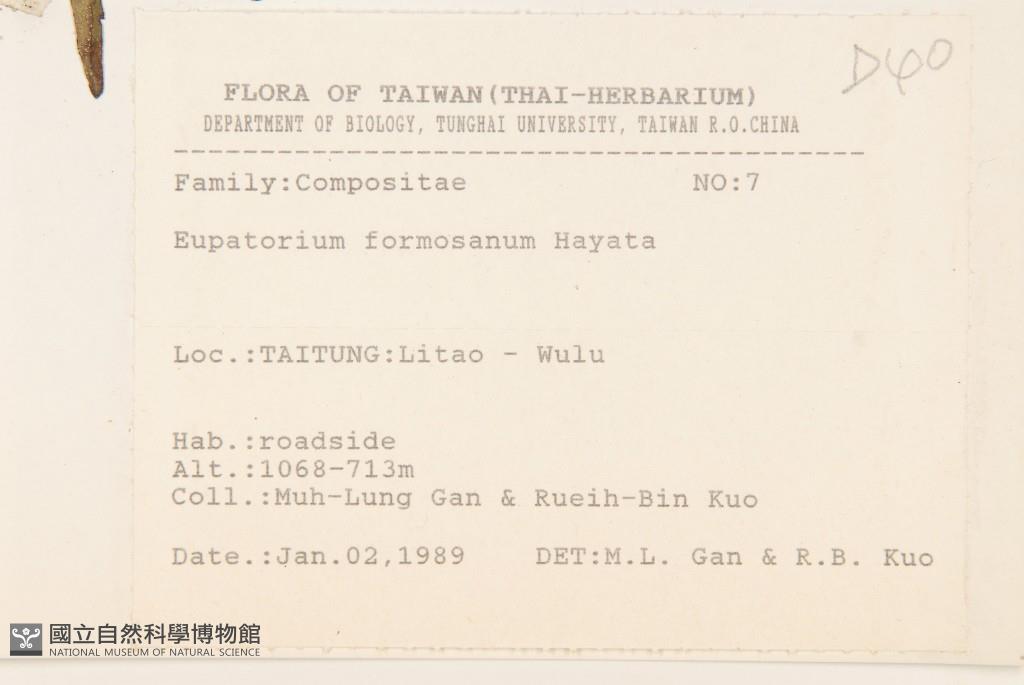 D40
FLORA OF TAIWAN(THAI-HERBARIUM)
DEPARTMENT OF BIOLOGY, TUNGHAI UNIVERSITY, TAIWAN R.O.CHINA
----------------------------------------
Family:Compositae NO:7
Eupatorium formosanum Hayata
Loc.:TAITUNG:Litao - Wulu
Hab.:roadside
Alt.:1068-713m
Coll.:Muh-Lung Gan & Rueih-Bin Kuo
Date.:Jan.02,1989 DET:M.L. Gan & R.B. Kuo
國立自然科學博物館
NATIONAL MUSEUM OF NATURAL SCIENCE